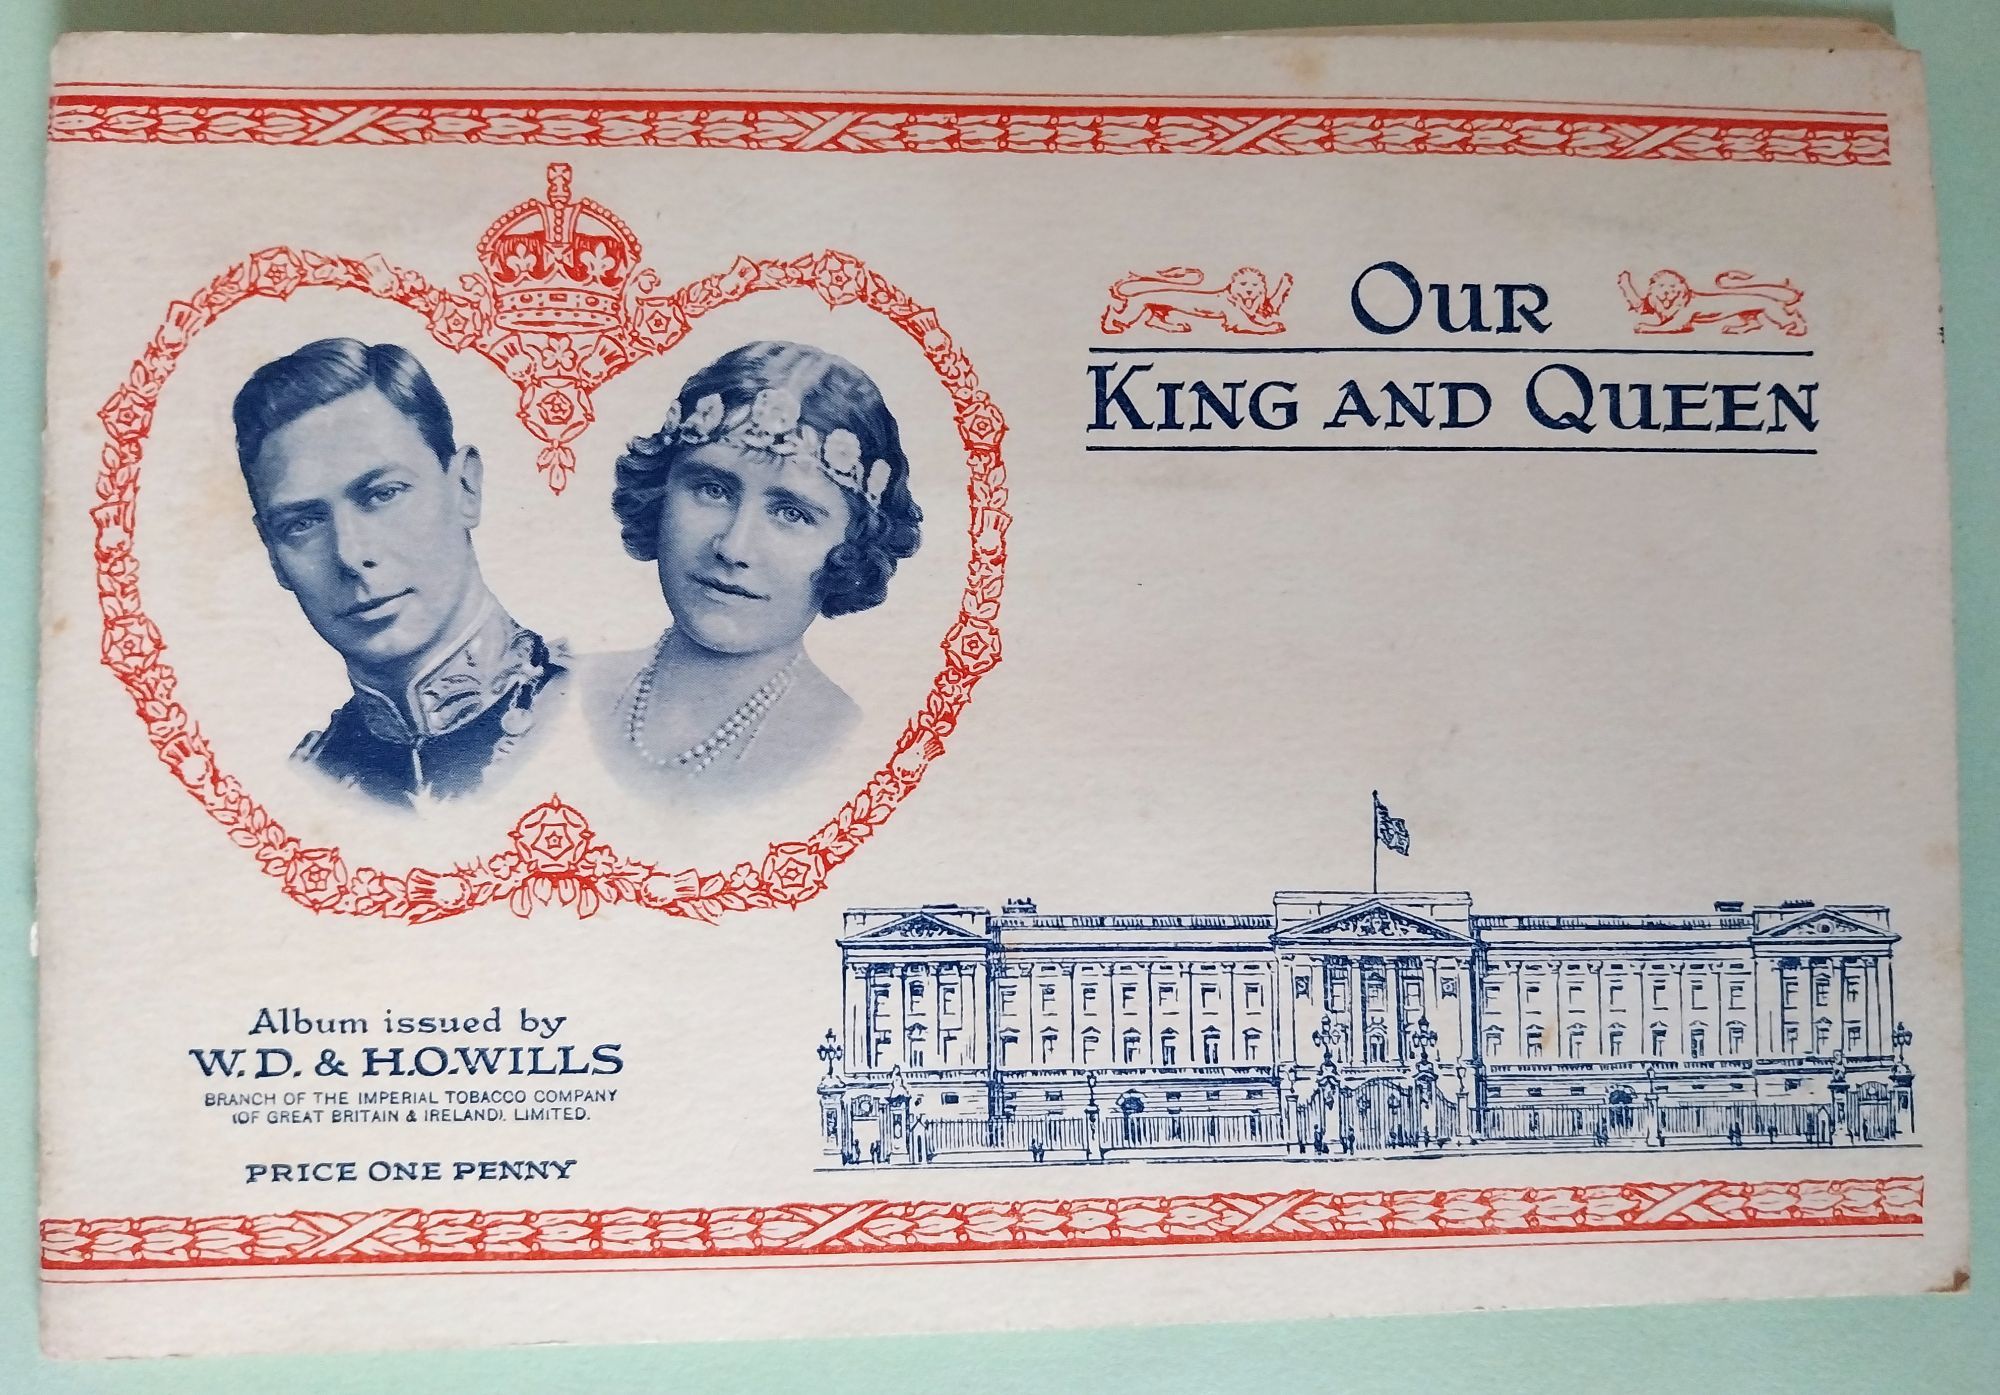 OUR
KING AND QUEEN
Album issued by
W.D. & H.O.WILLS
BRANCH OF THE IMPERIAL TOBACCO COMPANY
(OF GREAT BRITAIN & IRELAND), LIMITED.
PRICE ONE PENNY